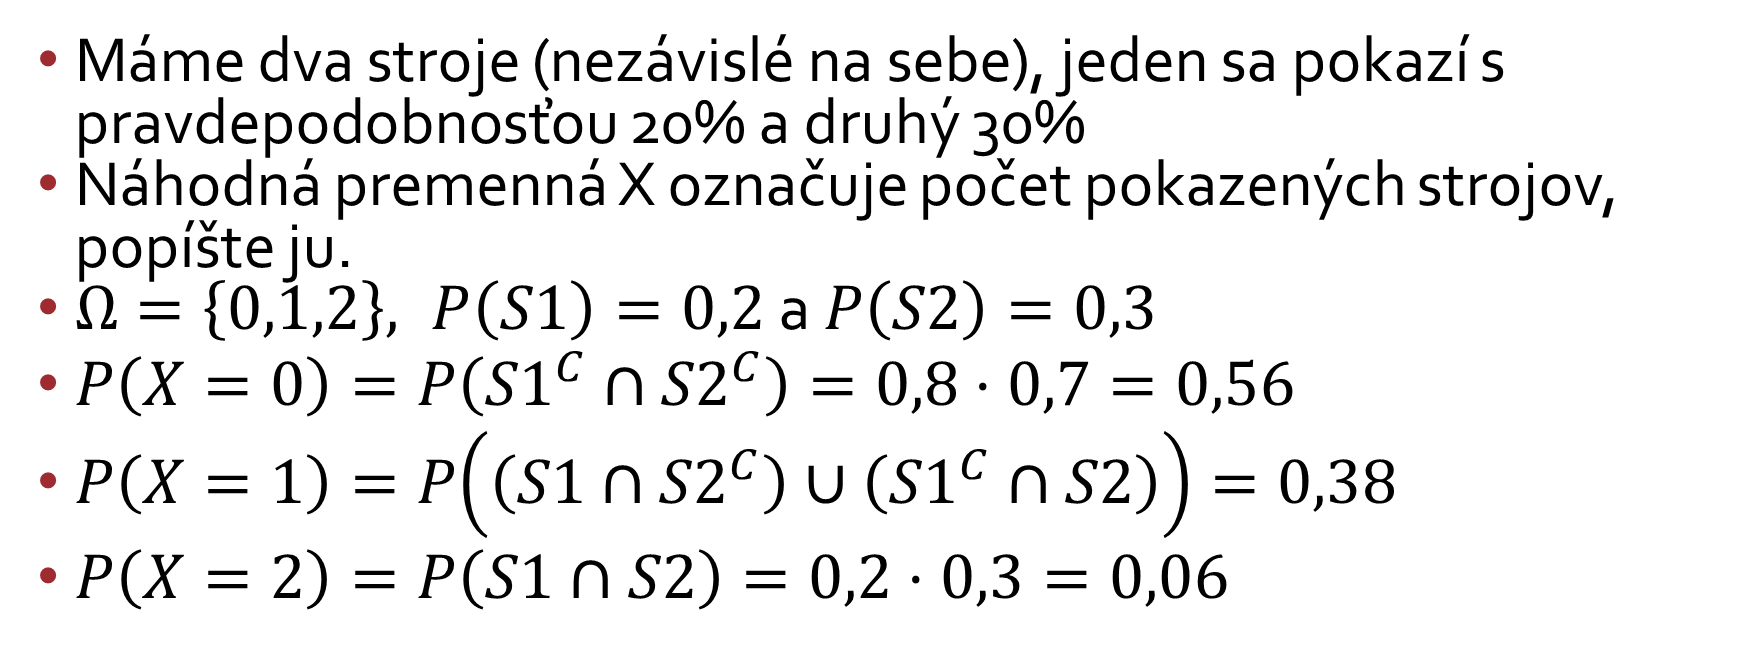 • Máme dva stroje (nezávislé na sebe), jeden sa pokazí s
pravdepodobnosťou 20% a druhý 30%
• Náhodná premenná X označuje počet pokazených strojov,
popíšte ju.
• Ω = {0,1,2}, P(S1) = 0,2 a P(S2) = 0,3
• P(X = 0) = P(S1^C ∩ S2^C) = 0,8 · 0,7 = 0,56
• P(X = 1) = P((S1 ∩ S2^C) ∪ (S1^C ∩ S2)) = 0,38
• P(X = 2) = P(S1 ∩ S2) = 0,2 · 0,3 = 0,06